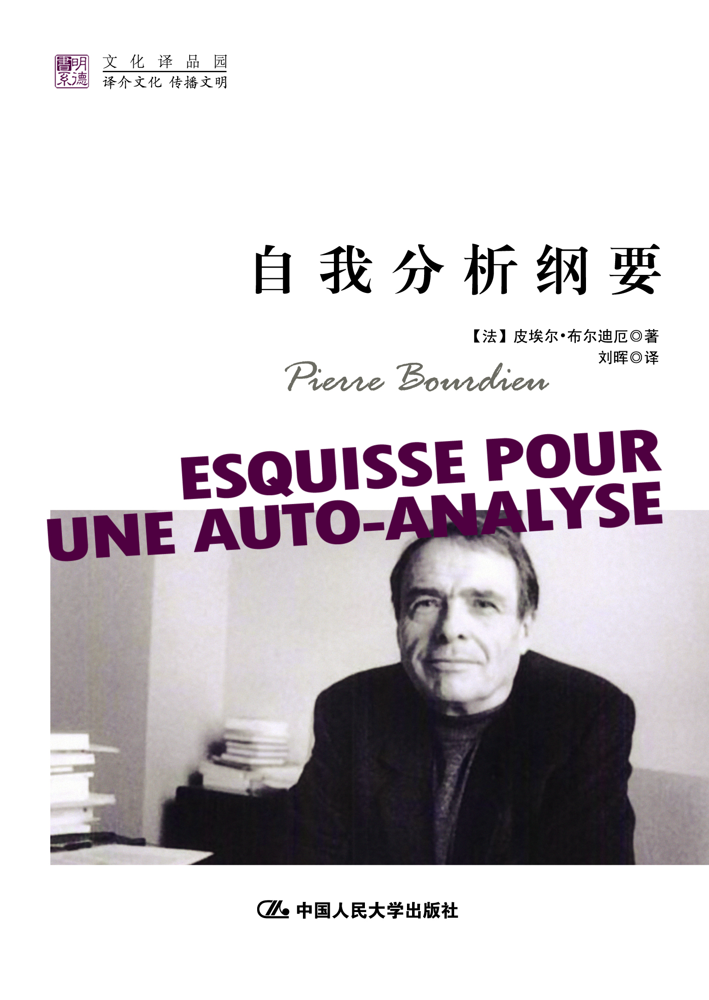 明德書系
文化译品园
译介文化 传播文明
自我分析纲要
【法】皮埃尔•布尔迪厄◎著
刘晖◎译
Pierre Bourdieu
ESQUISSE POUR
UNE AUTO-ANALYSE
中国人民大学出版社